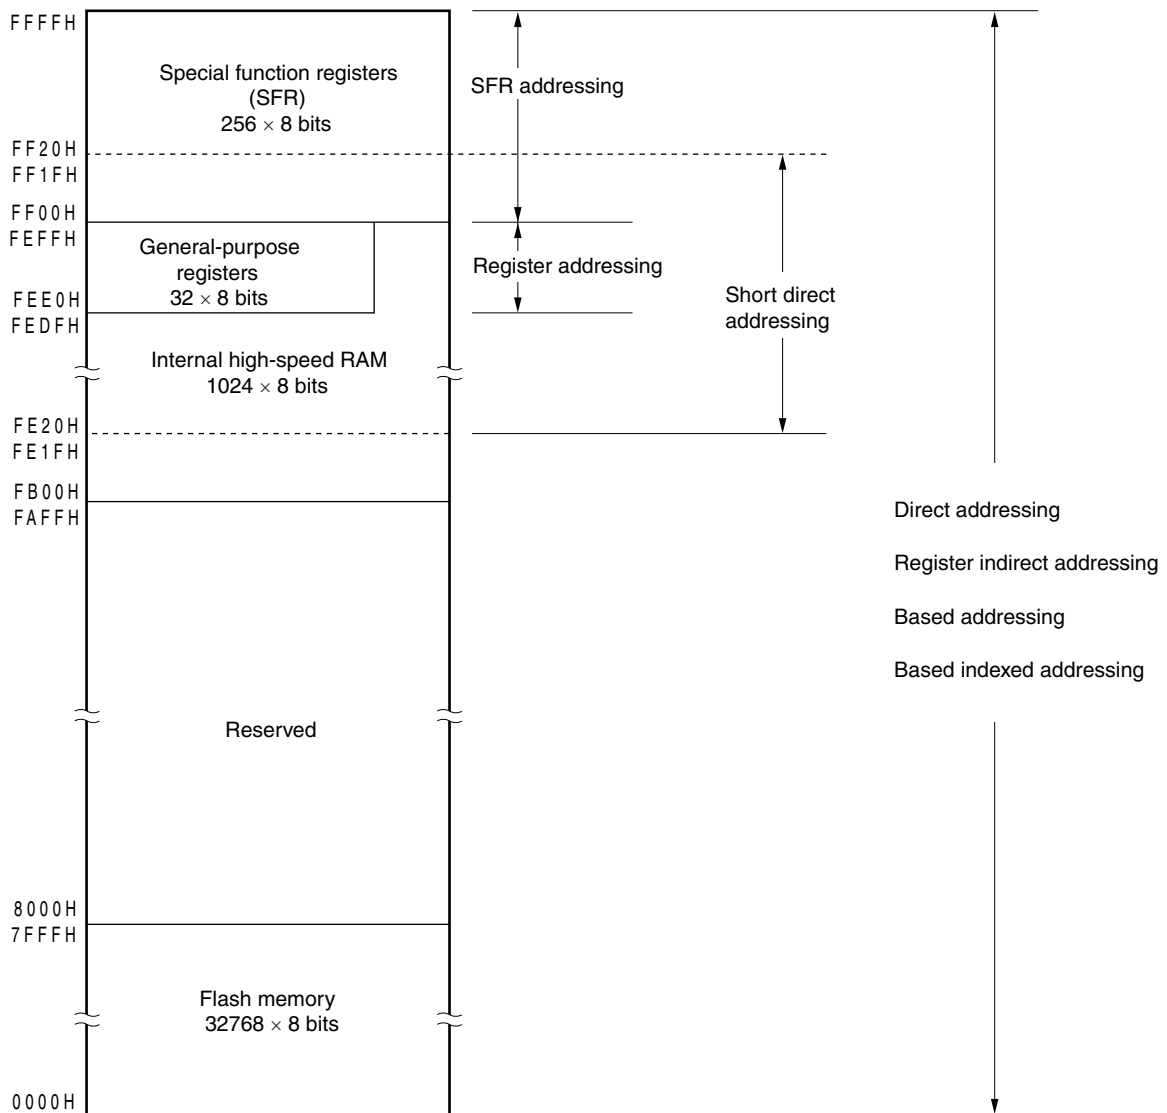 FFFFH
Special function registers
(SFR)
256 × 8 bits
SFR addressing
FF20H
FF1FH
FF00H
FEFFH
General-purpose
registers
32 × 8 bits
Register addressing
FEE0H
FEDFH
Short direct
addressing
Internal high-speed RAM
1024 × 8 bits
FE20H
FE1FH
FB00H
FAFFH
Direct addressing
Register indirect addressing
Based addressing
Based indexed addressing
Reserved
8000H
7FFFH
Flash memory
32768 × 8 bits
0000H